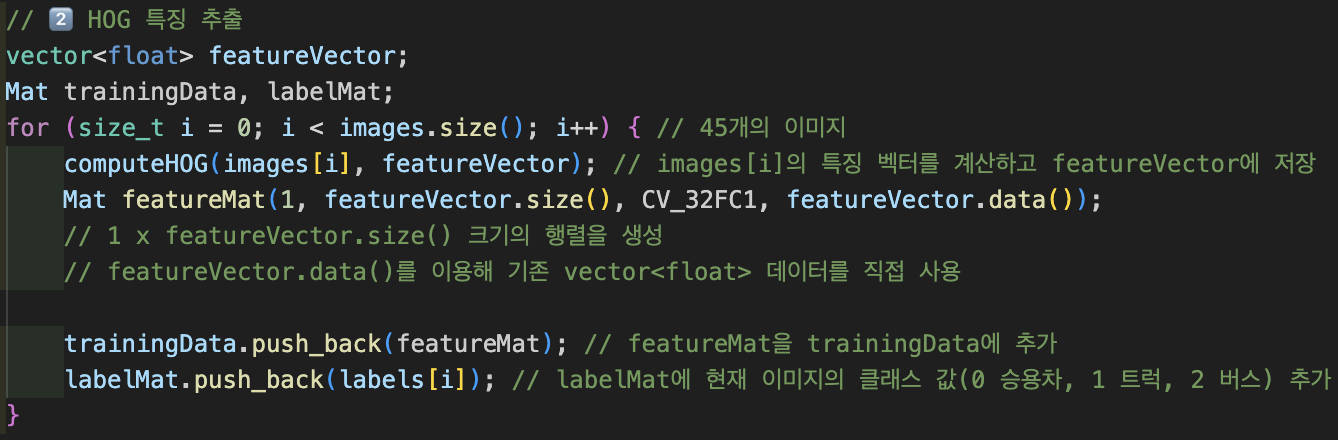 // 2️⃣ HOG 특징 추출
vector<float> featureVector;
Mat trainingData, labelMat;
for (size_t i = 0; i < images.size(); i++) { // 45개의 이미지
    computeHOG(images[i], featureVector); // images[i]의 특징 벡터를 계산하고 featureVector에 저장
    Mat featureMat(1, featureVector.size(), CV_32FC1, featureVector.data());
    // 1 x featureVector.size() 크기의 행렬을 생성
    // featureVector.data()를 이용해 기존 vector<float> 데이터를 직접 사용
    trainingData.push_back(featureMat); // featureMat을 trainingData에 추가
    labelMat.push_back(labels[i]); // labelMat에 현재 이미지의 클래스 값(0 승용차, 1 트럭, 2 버스) 추가
}